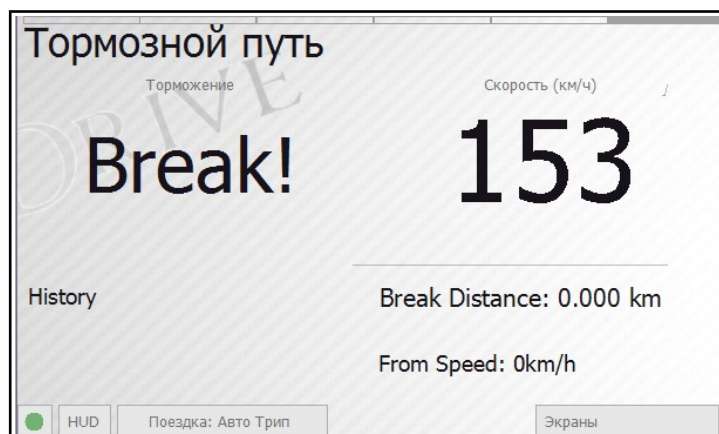 Тормозной путь
Торможение
Скорость (км/ч)
DRIVE
Break!
153
History
Break Distance: 0.000 km
From Speed: 0km/h
HUD
Поездка: Авто Трип
Экраны